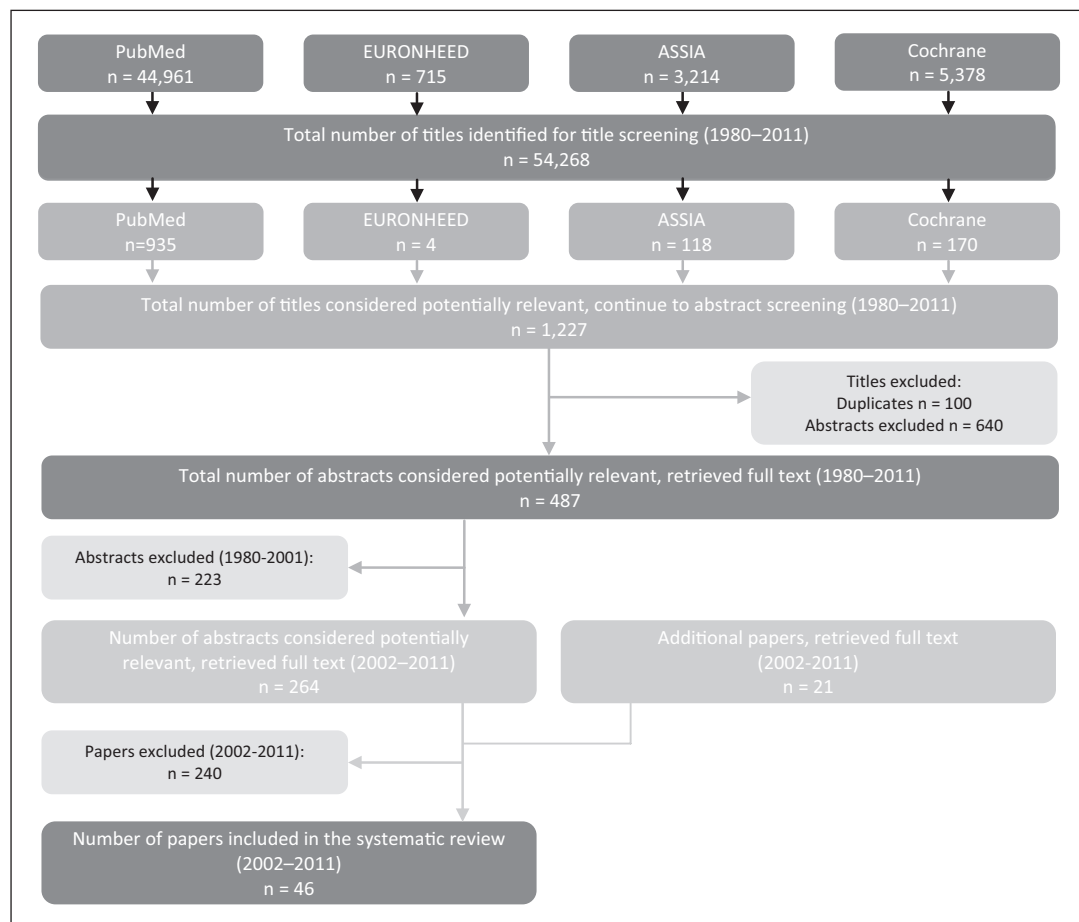 PubMed
n = 44,961
EURONHEED
n = 715
ASSIA
n = 3,214
Cochrane
n = 5,378
Total number of titles identified for title screening (1980–2011)
n = 54,268
PubMed
n=935
EURONHEED
n = 4
ASSIA
n = 118
Cochrane
n = 170
Total number of titles considered potentially relevant, continue to abstract screening (1980–2011)
n = 1,227
Titles excluded:
Duplicates n = 100
Abstracts excluded n = 640
Total number of abstracts considered potentially relevant, retrieved full text (1980–2011)
n = 487
Abstracts excluded (1980-2001):
n = 223
Number of abstracts considered potentially
relevant, retrieved full text (2002–2011)
n = 264
Additional papers, retrieved full text
(2002-2011)
n = 21
Papers excluded (2002-2011):
n = 240
Number of papers included in the systematic review
(2002–2011)
n = 46